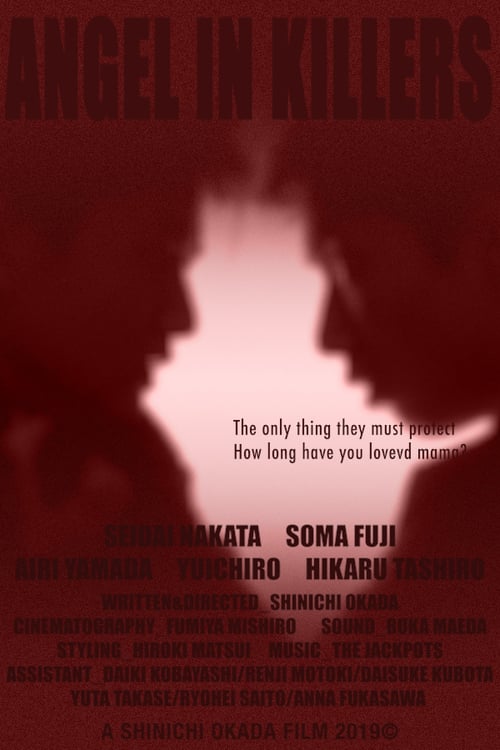 ANGEL IN KILLERS
The only thing they must protect
How long have you lovevd mama?
SEIDAI NAKATA SOMA FUJI
AIRI YAMADA YUICHIRO HIKARU TASHIRO
WRITTEN&DIRECTED_SHINICHI OKADA
CINEMATOGRAPHY_FUMIYA MISHIRO SOUND_BUKA MAEDA
STYLING_HIROKI MATSUI MUSIC_THE JACKPOTS
ASSISTANT_DAIKI KOBAYASHI/RENJI MOTOKI/DAISUKE KUBOTA
YUTA TAKASE/RYOHEI SAITO/ANNA FUKASAWA
A SHINICHI OKADA FILM 2019©